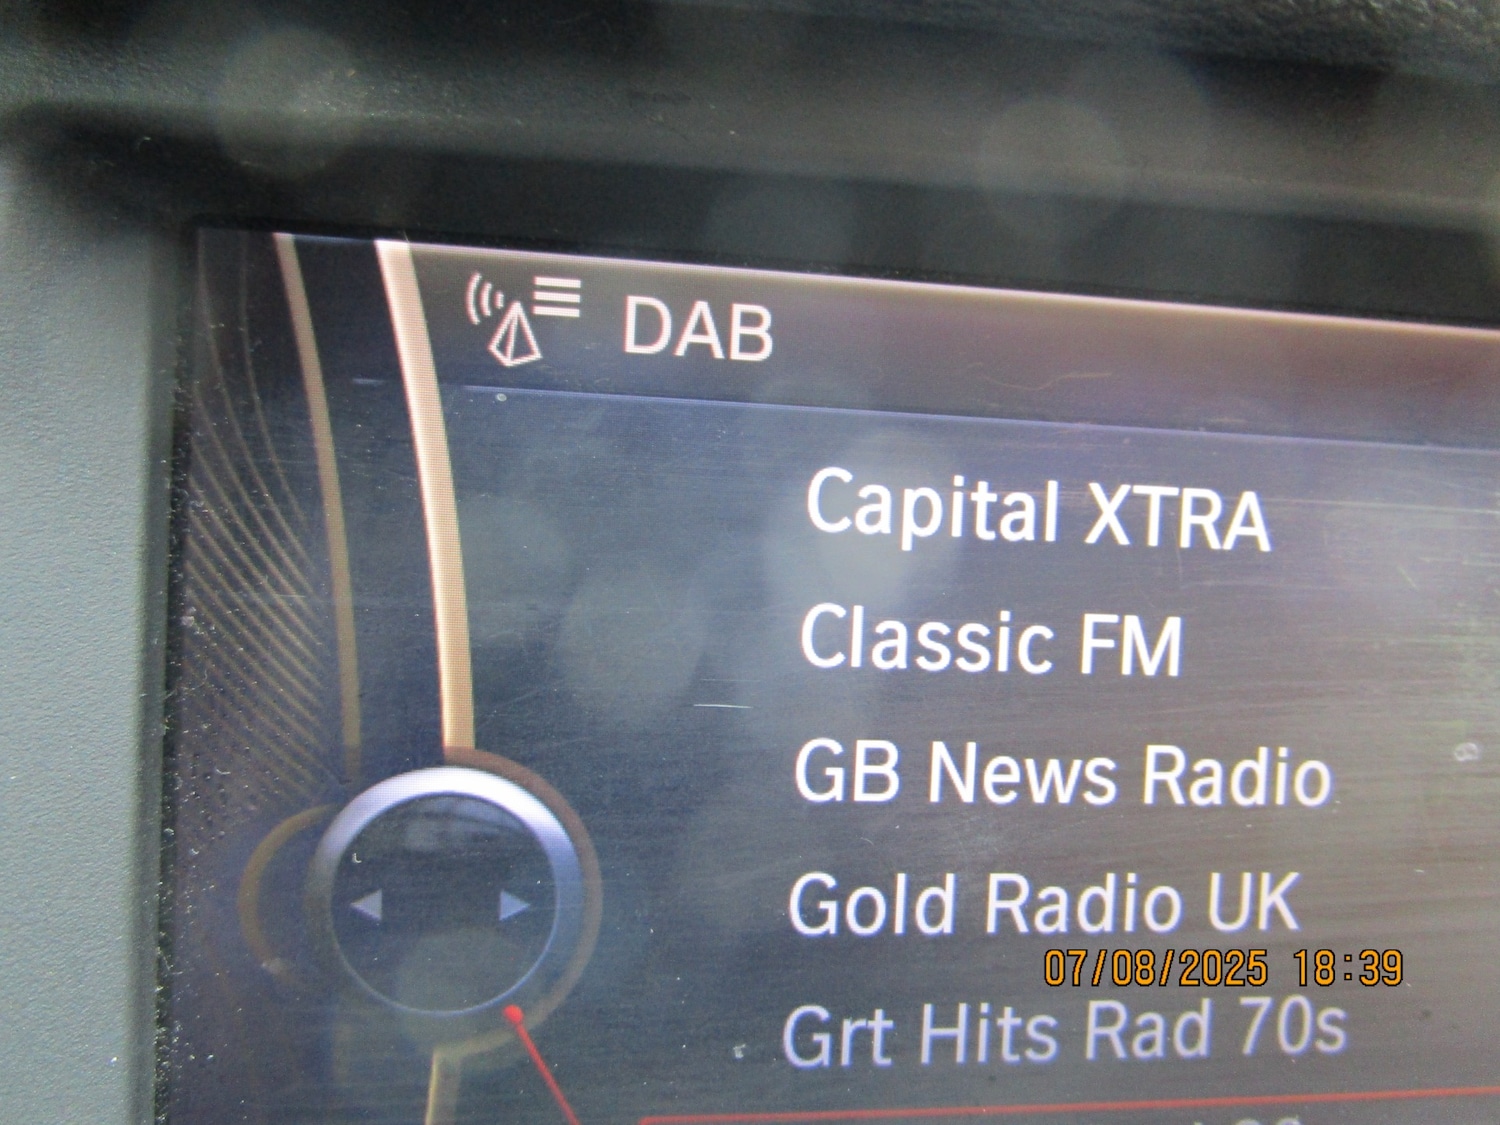 DAB
Capital XTRA
Classic FM
GB News Radio
Gold Radio UK
07/08/2025 18:39
Grt Hits Rad 70s